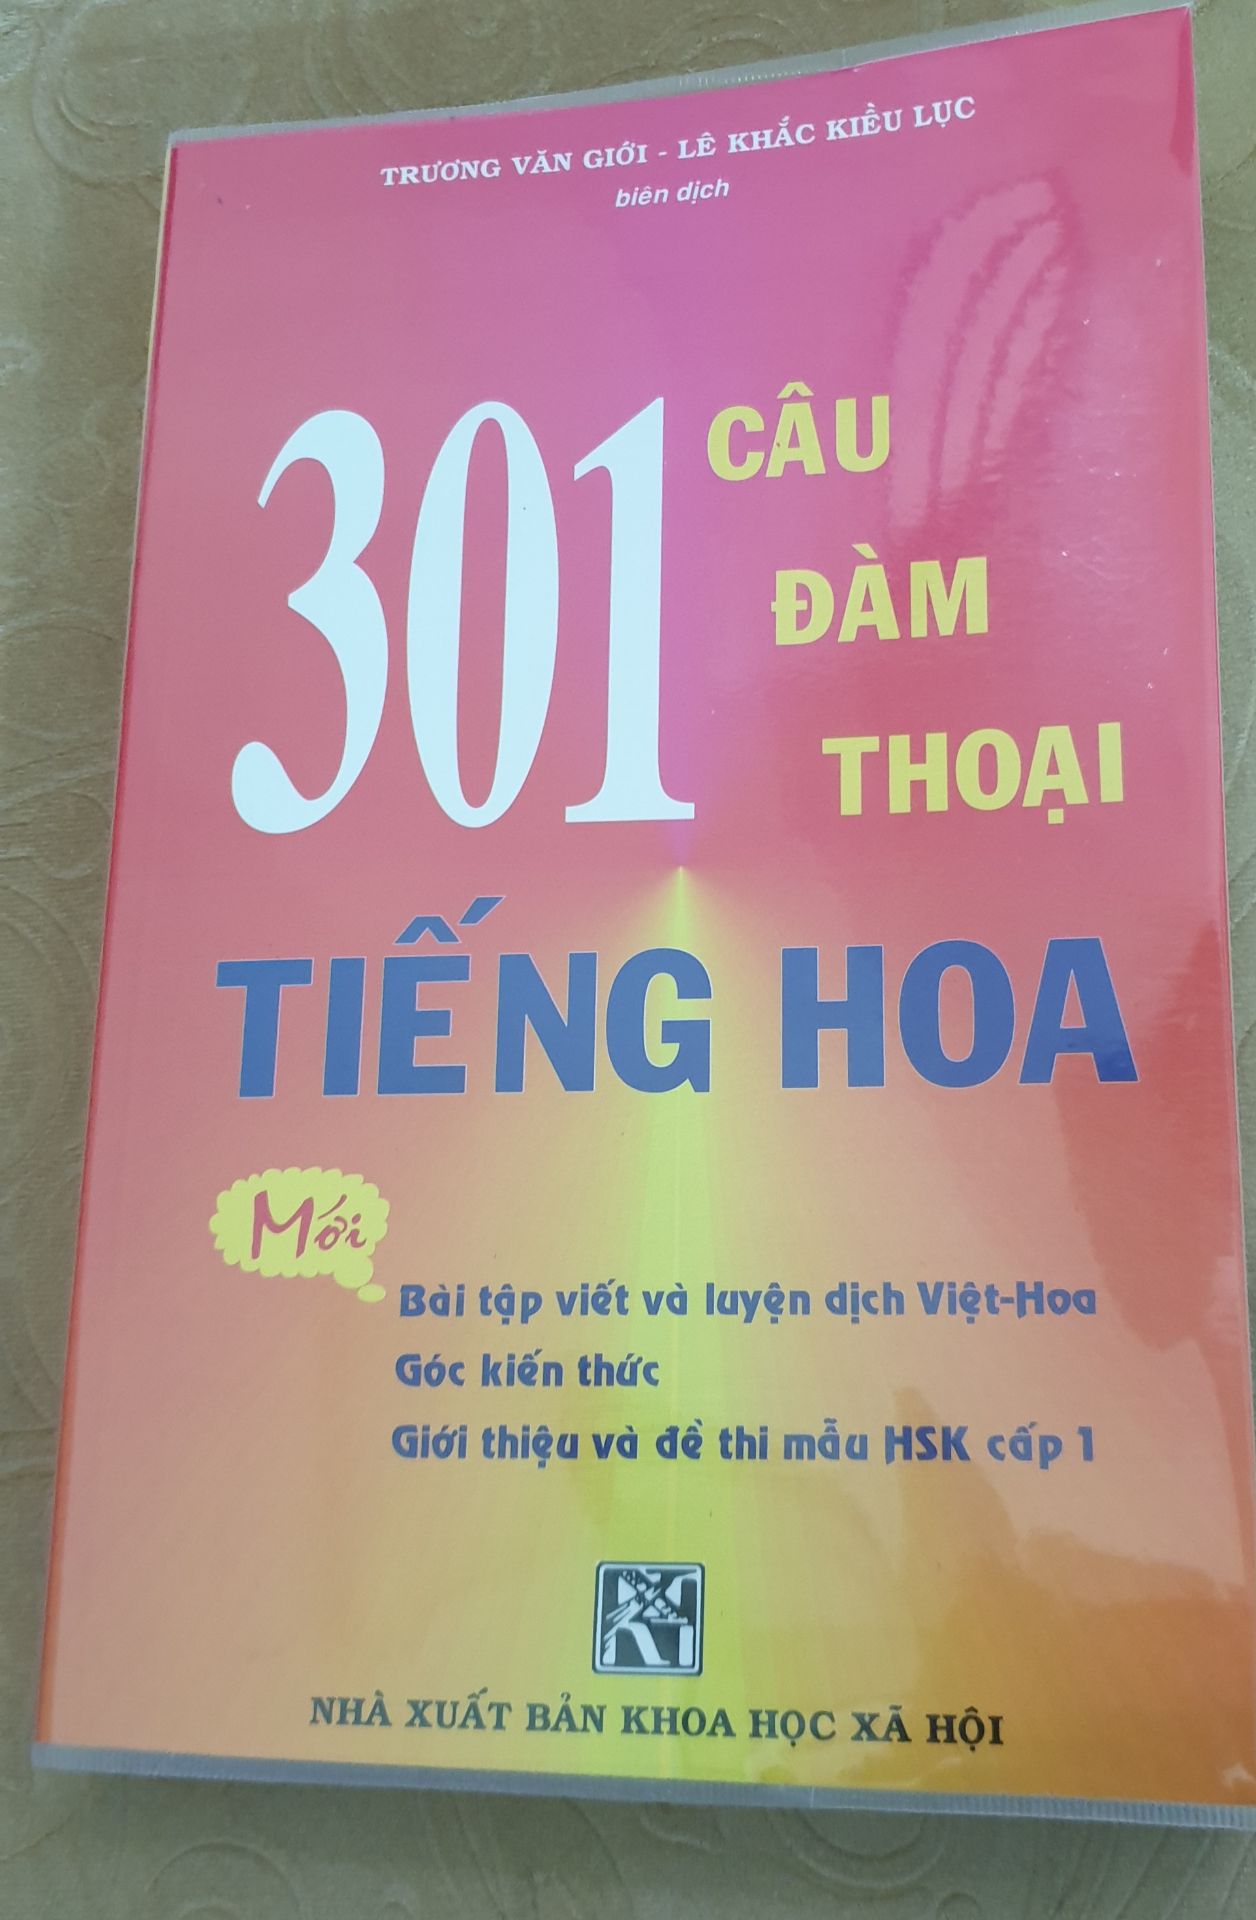 TRƯƠNG VĂN GIỚI - LÊ KHẮC KIỀU LỤC
biên dịch
301 CÂU
ĐÀM
THOẠI
TIẾNG HOA
Mới
Bài tập viết và luyện dịch Việt-Hoa
Góc kiến thức
Giới thiệu và đề thi mẫu HSK cấp 1
NHÀ XUẤT BẢN KHOA HỌC XÃ HỘI